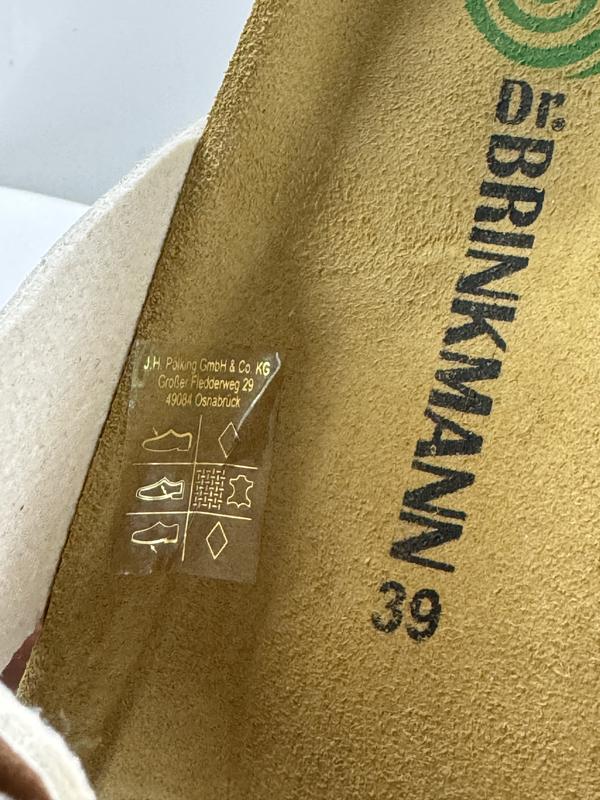 Dr.®
BRINKMANN
39
J.H. Pölking GmbH & Co. KG
Großer Fledderweg 29
49084 Osnabrück